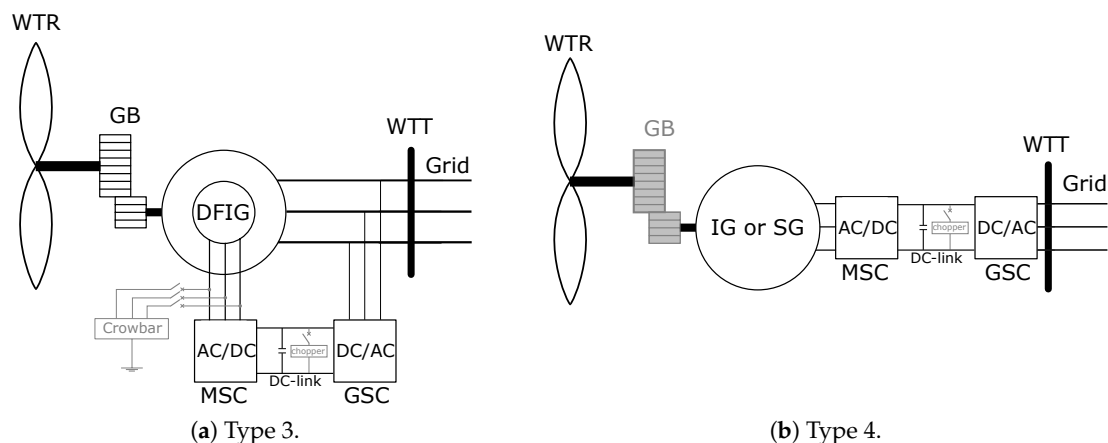 WTR
GB
WTT
Grid
DFIG
Crowbar
AC/DC
chopper
DC/AC
DC-link
MSC
GSC
(a) Type 3.
WTR
GB
WTT
Grid
IG or SG
AC/DC
chopper
DC/AC
DC-link
MSC
GSC
(b) Type 4.